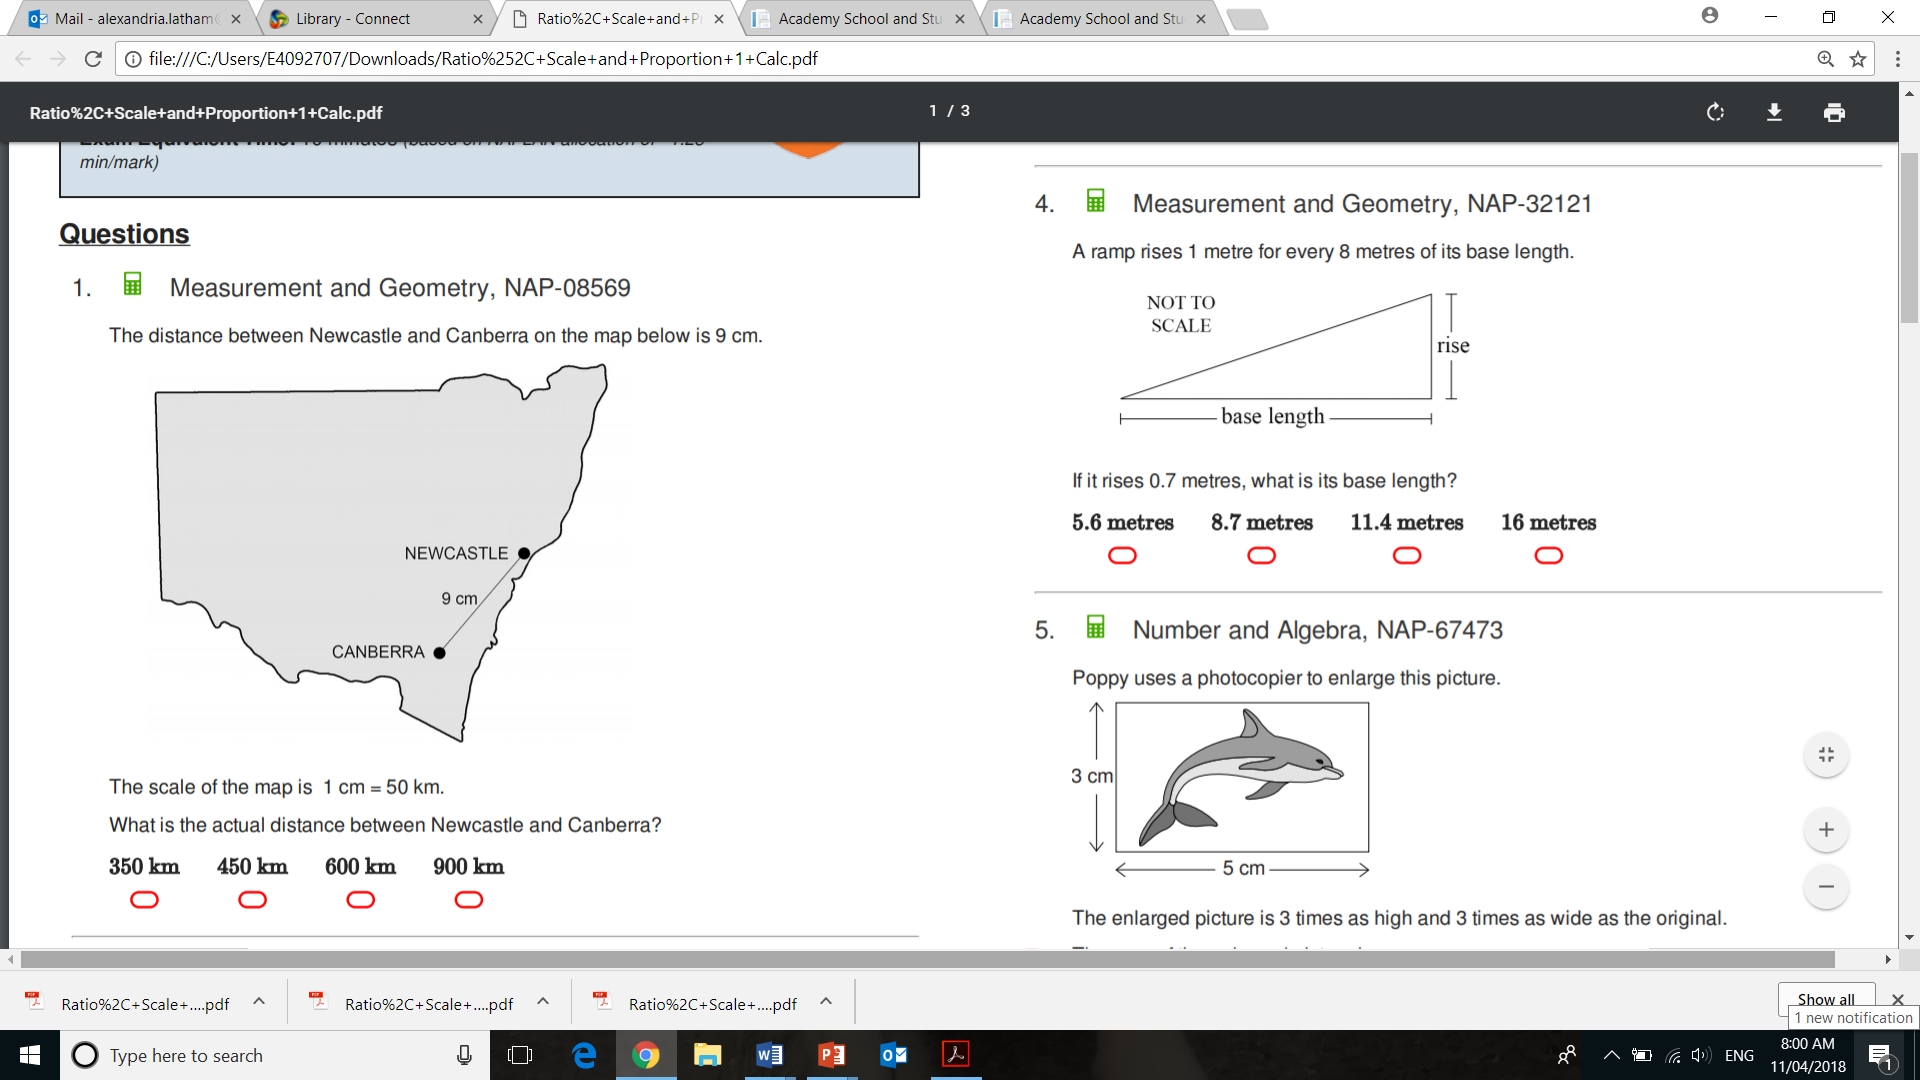 Mail - alexandria.latham
Library - Connect
Ratio%2C+Scale+and+P
Academy School and Stu
Academy School and Stu
file:///C:/Users/E4092707/Downloads/Ratio%252C+Scale+and+Proportion+1+Calc.pdf
Ratio%2C+Scale+and+Proportion+1+Calc.pdf
1 / 3
min/mark)
Questions
1. Measurement and Geometry, NAP-08569
The distance between Newcastle and Canberra on the map below is 9 cm.
NEWCASTLE
9 cm
CANBERRA
The scale of the map is 1 cm = 50 km.
What is the actual distance between Newcastle and Canberra?
350 km 450 km 600 km 900 km
4. Measurement and Geometry, NAP-32121
A ramp rises 1 metre for every 8 metres of its base length.
NOT TO
SCALE
rise
base length
If it rises 0.7 metres, what is its base length?
5.6 metres 8.7 metres 11.4 metres 16 metres
5. Number and Algebra, NAP-67473
Poppy uses a photocopier to enlarge this picture.
3 cm
5 cm
The enlarged picture is 3 times as high and 3 times as wide as the original.
Ratio%2C+Scale+....pdf
Ratio%2C+Scale+....pdf
Ratio%2C+Scale+....pdf
Show all
1 new notification
Type here to search
ENG
8:00 AM
11/04/2018
1